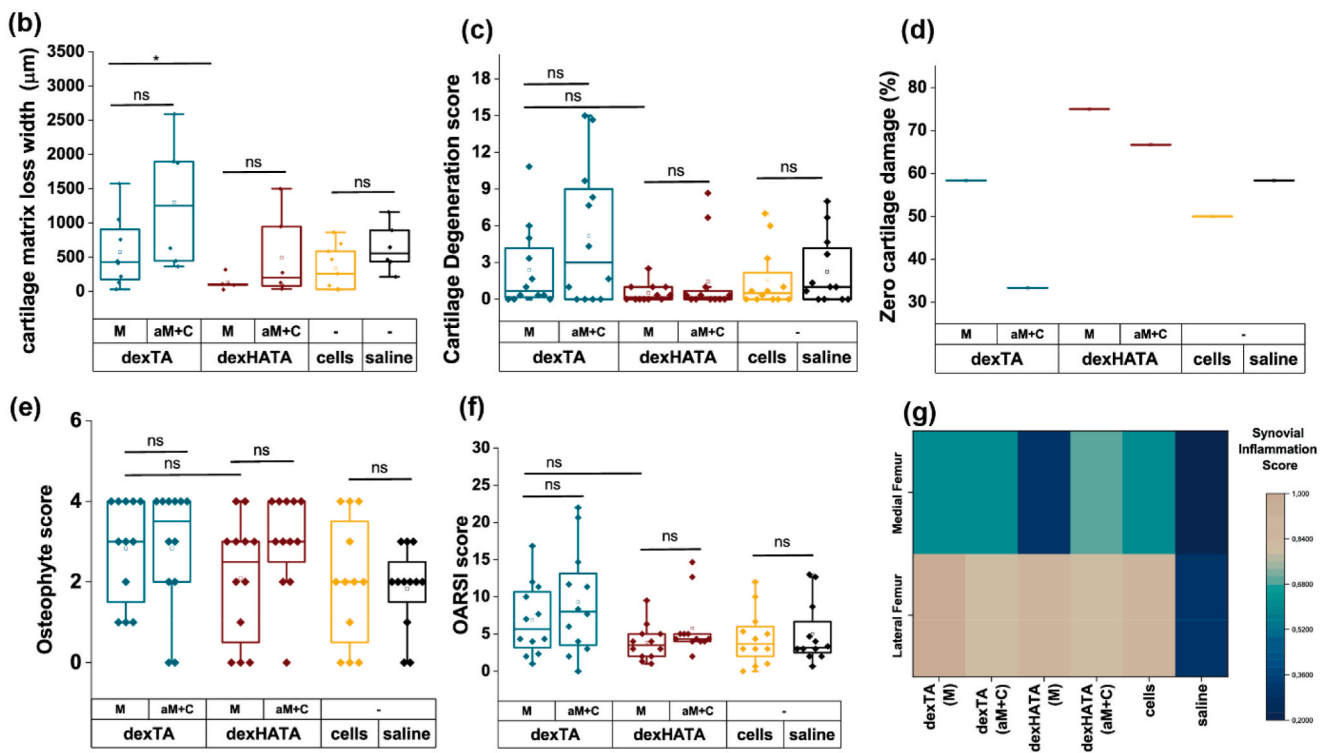 (b)
cartilage matrix loss width (μm)
3500
3000
2500
2000
1500
1000
500
0
*
ns
ns
ns
M aM+C M aM+C - -
dexTA dexHATA cells saline
(c)
Cartilage Degeneration score
18
15
12
9
6
3
0
ns
ns
ns
ns
M aM+C M aM+C -
dexTA dexHATA cells saline
(d)
Zero cartilage damage (%)
80
70
60
50
40
30
M aM+C M aM+C -
dexTA dexHATA cells saline
(e)
Osteophyte score
6
4
2
0
ns
ns
ns
ns
M aM+C M aM+C -
dexTA dexHATA cells saline
(f)
OARSI score
30
25
20
15
10
5
0
ns
ns
ns
ns
M aM+C M aM+C -
dexTA dexHATA cells saline
(g)
Medial Femur
Lateral Femur
dexTA
(M)
dexTA
(aM+C)
dexHATA
(M)
dexHATA
(aM+C)
cells
saline
Synovial
Inflammation
Score
1,000
0,8400
0,6800
0,5200
0,3600
0,2000